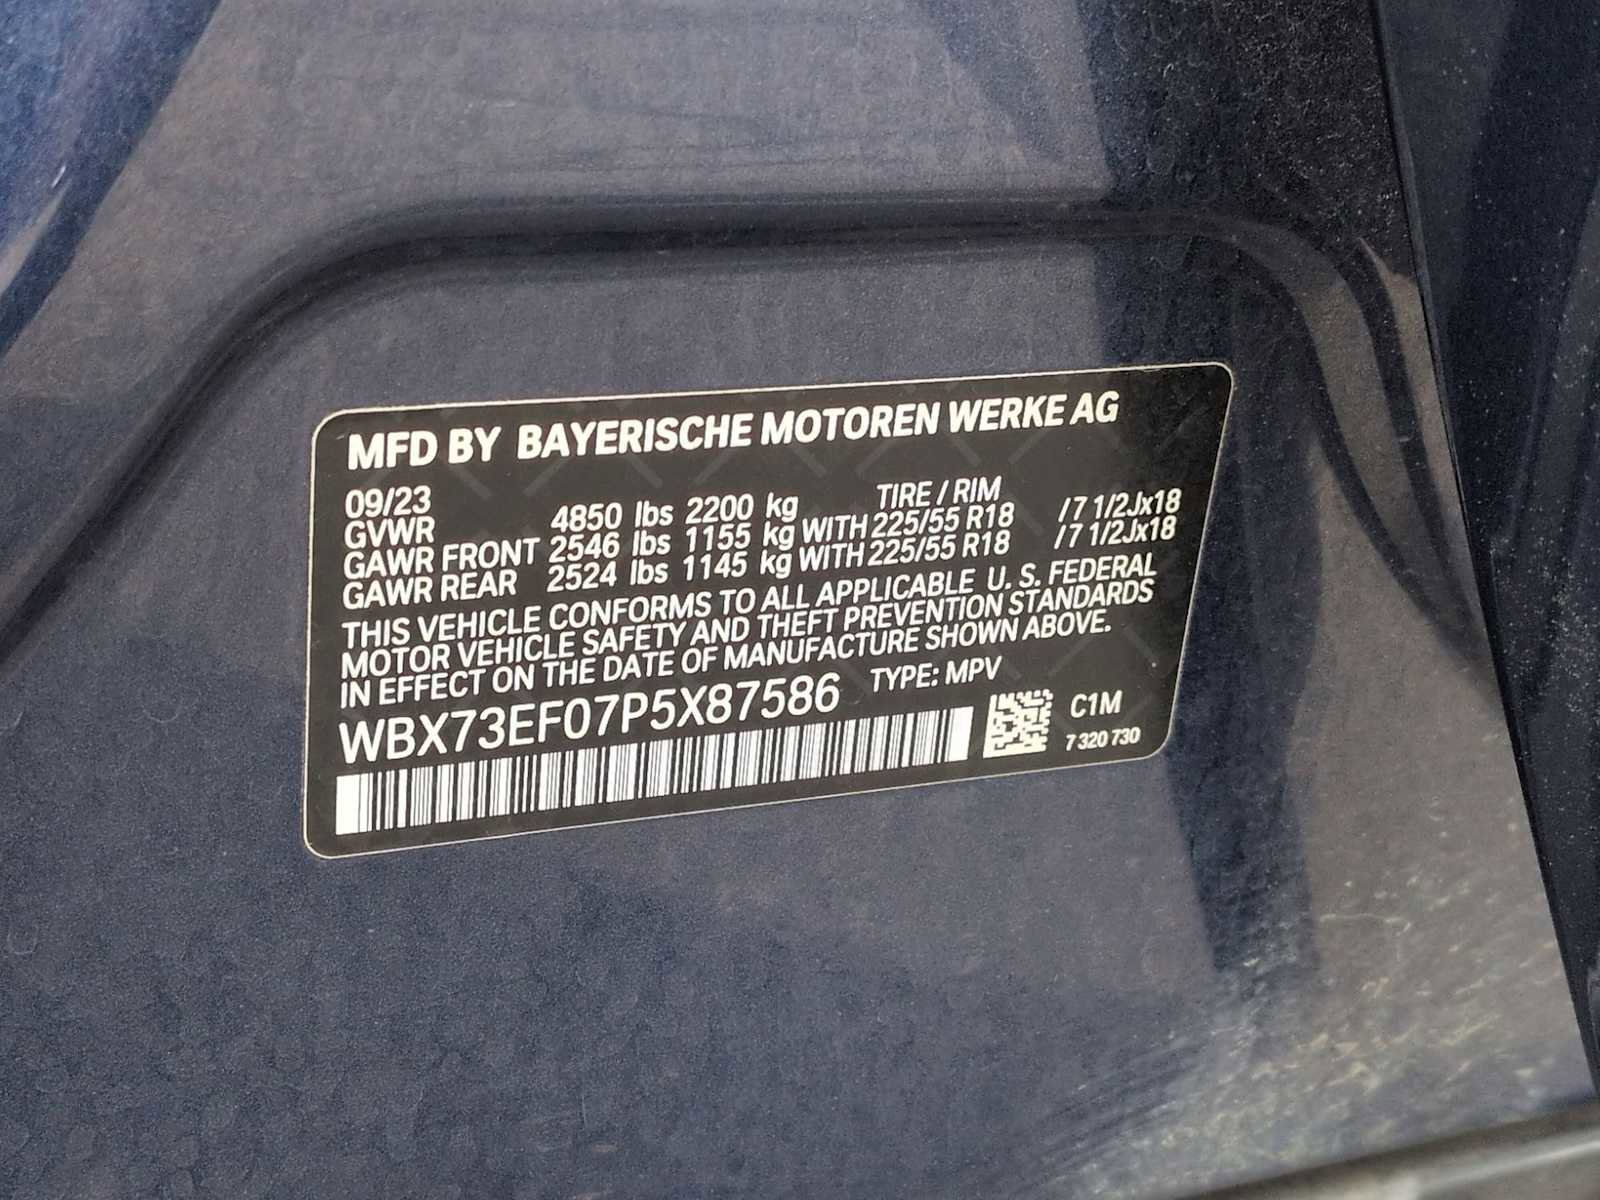 MFD BY BAYERISCHE MOTOREN WERKE AG
09/23 TIRE / RIM
GVWR 4850 lbs 2200 kg
GAWR FRONT 2546 lbs 1155 kg WITH 225/55 R18 /7 1/2Jx18
GAWR REAR 2524 lbs 1145 kg WITH 225/55 R18 /7 1/2Jx18
THIS VEHICLE CONFORMS TO ALL APPLICABLE U. S. FEDERAL
MOTOR VEHICLE SAFETY AND THEFT PREVENTION STANDARDS
IN EFFECT ON THE DATE OF MANUFACTURE SHOWN ABOVE.
WBX73EF07P5X87586 TYPE: MPV
C1M
7 320 730